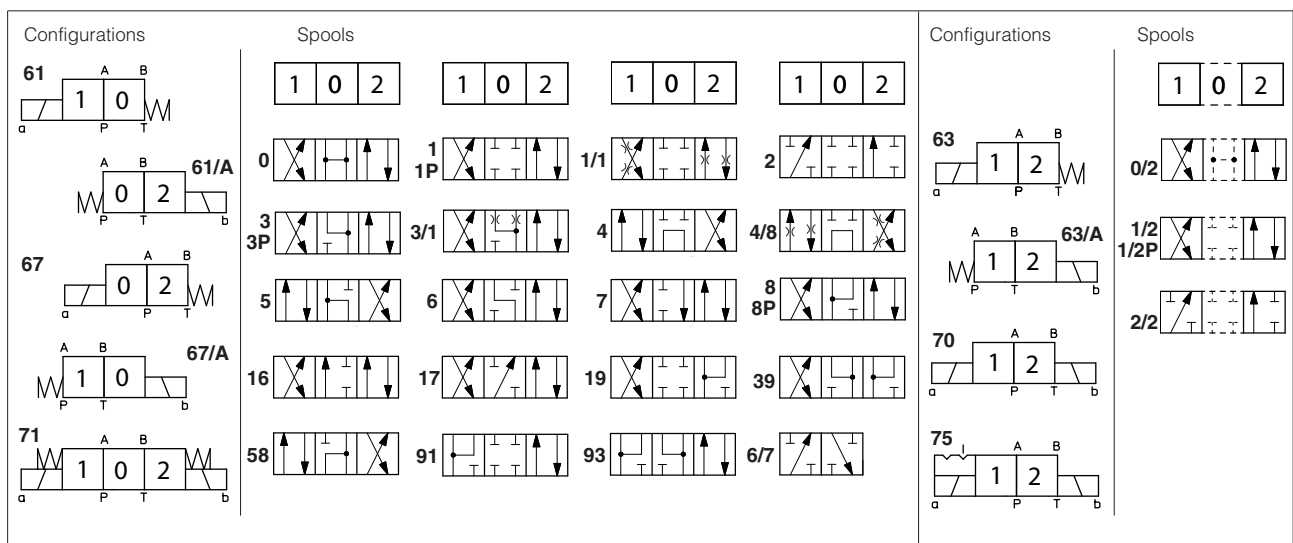 Configurations
Spools
Configurations
Spools
61
A B
1 0
a
P T
61/A
0 2
P T
b
67
A B
0 2
a
P T
67/A
A B
1 0
P T
b
71
A B
1 0 2
a
P T
b
1 0 2
1 0 2
1 0 2
1 0 2
0
1
1P
1/1
2
3
3P
3/1
4
4/8
5
6
7
8
8P
16
17
19
39
58
91
93
6/7
63
A B
1 2
a
P T
63/A
A B
1 2
P T
b
70
A B
1 2
a
P T
b
75
A B
1 2
a
P T
b
1 0 2
0/2
1/2
1/2P
2/2